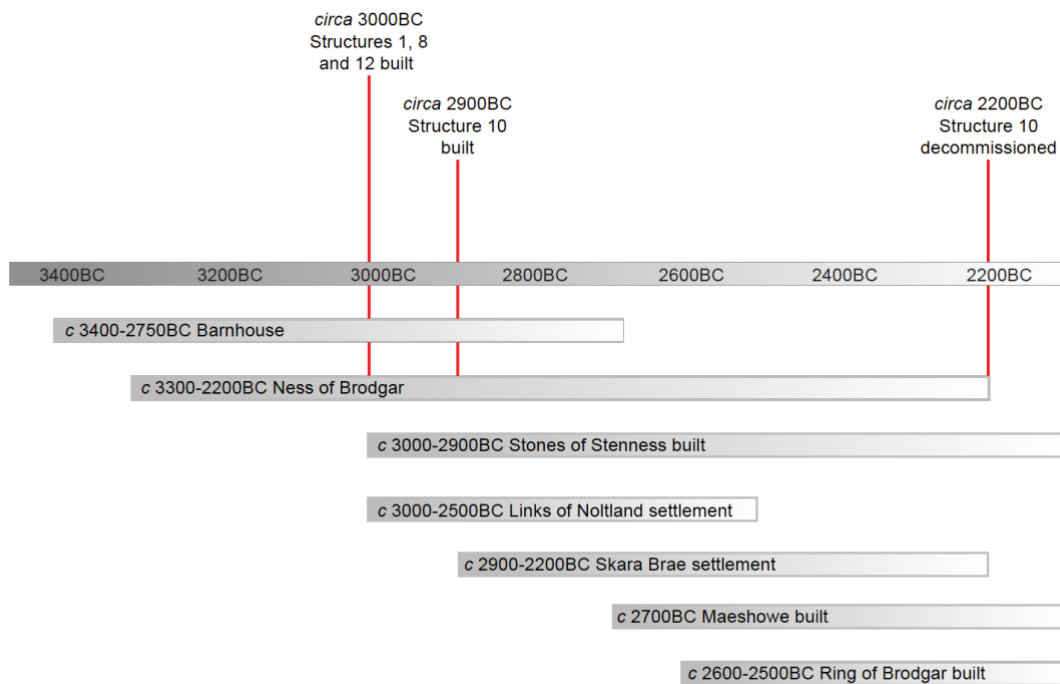 circa 3000BC
Structures 1, 8
and 12 built
circa 2900BC
Structure 10
built
circa 2200BC
Structure 10
decommissioned
3400BC 3200BC 3000BC 2800BC 2600BC 2400BC 2200BC
c 3400-2750BC Barnhouse
c 3300-2200BC Ness of Brodgar
c 3000-2900BC Stones of Stenness built
c 3000-2500BC Links of Noltland settlement
c 2900-2200BC Skara Brae settlement
c 2700BC Maeshowe built
c 2600-2500BC Ring of Brodgar built